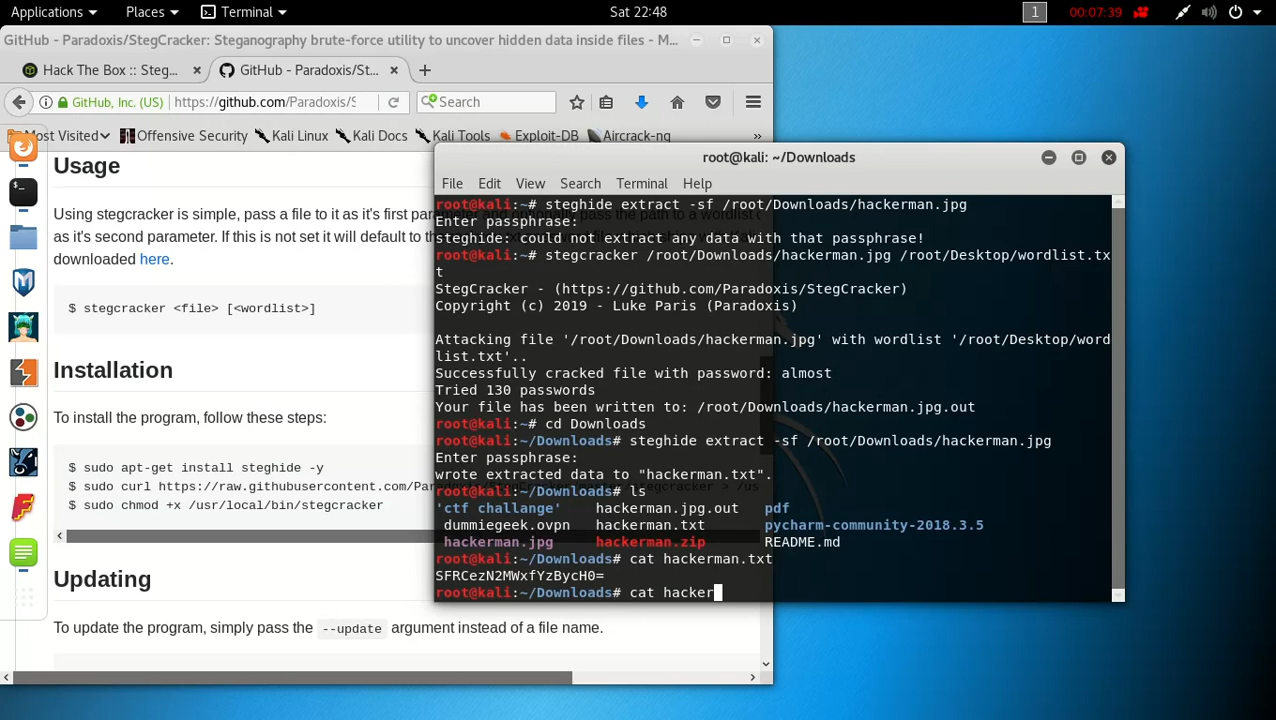 Applications Places Terminal Sat 22:48 1 00:07:39
GitHub - Paradoxis/StegCracker: Steganography brute-force utility to uncover hidden data inside files - M...
Hack The Box :: Steg... GitHub - Paradoxis/St...
GitHub, Inc. (US) https://github.com/Paradoxis/S Search
Most Visited Offensive Security Kali Linux Kali Docs Kali Tools Exploit-DB Aircrack-ng »
Usage
Using stegcracker is simple, pass a file to it as it's first parameter and optionally pass the path to a wordlist
as it's second parameter. If this is not set it will default to the
downloaded here.
$ stegcracker <file> [<wordlist>]
Installation
To install the program, follow these steps:
$ sudo apt-get install steghide -y
$ sudo curl https://raw.githubusercontent.com/Par
$ sudo chmod +x /usr/local/bin/stegcracker
Updating
To update the program, simply pass the --update argument instead of a file name.
root@kali: ~/Downloads
File Edit View Search Terminal Help
root@kali:~# steghide extract -sf /root/Downloads/hackerman.jpg
Enter passphrase:
steghide: could not extract any data with that passphrase!
root@kali:~# stegcracker /root/Downloads/hackerman.jpg /root/Desktop/wordlist.tx
t
StegCracker - (https://github.com/Paradoxis/StegCracker)
Copyright (c) 2019 - Luke Paris (Paradoxis)
Attacking file '/root/Downloads/hackerman.jpg' with wordlist '/root/Desktop/word
list.txt'..
Successfully cracked file with password: almost
Tried 130 passwords
Your file has been written to: /root/Downloads/hackerman.jpg.out
root@kali:~# cd Downloads
root@kali:~/Downloads# steghide extract -sf /root/Downloads/hackerman.jpg
Enter passphrase:
wrote extracted data to "hackerman.txt".
root@kali:~/Downloads# ls
'ctf challange' hackerman.jpg.out pdf
dummiegeek.ovpn hackerman.txt pycharm-community-2018.3.5
hackerman.jpg hackerman.zip README.md
root@kali:~/Downloads# cat hackerman.txt
SFRCezN2MWxfYzBycH0=
root@kali:~/Downloads# cat hacker